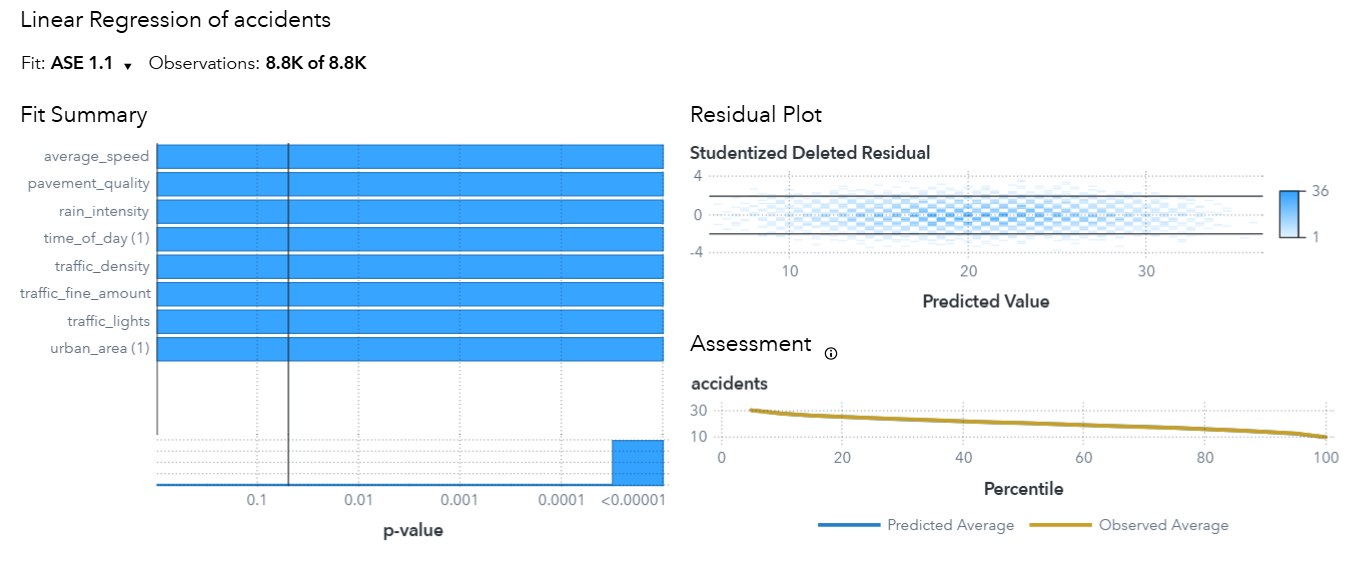 Linear Regression of accidents
Fit: ASE 1.1 Observations: 8.8K of 8.8K
Fit Summary
average_speed
pavement_quality
rain_intensity
time_of_day (1)
traffic_density
traffic_fine_amount
traffic_lights
urban_area (1)
0.1 0.01 0.001 0.0001 <0.00001
p-value
Residual Plot
Studentized Deleted Residual
4
0
-4
10 20 30
Predicted Value
36
1
Assessment
accidents
30
10
0 20 40 60 80 100
Percentile
Predicted Average Observed Average